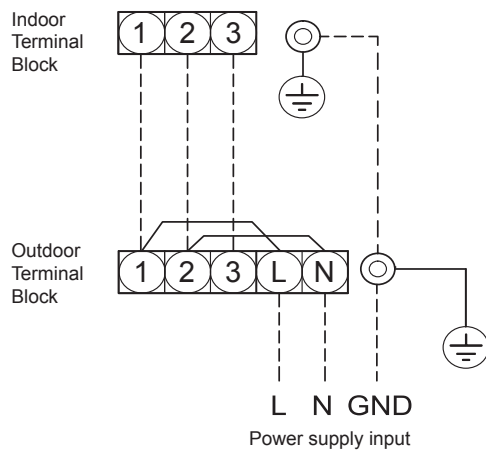 Indoor
Terminal
Block
1 2 3
Outdoor
Terminal
Block
1 2 3 L N
L N GND
Power supply input